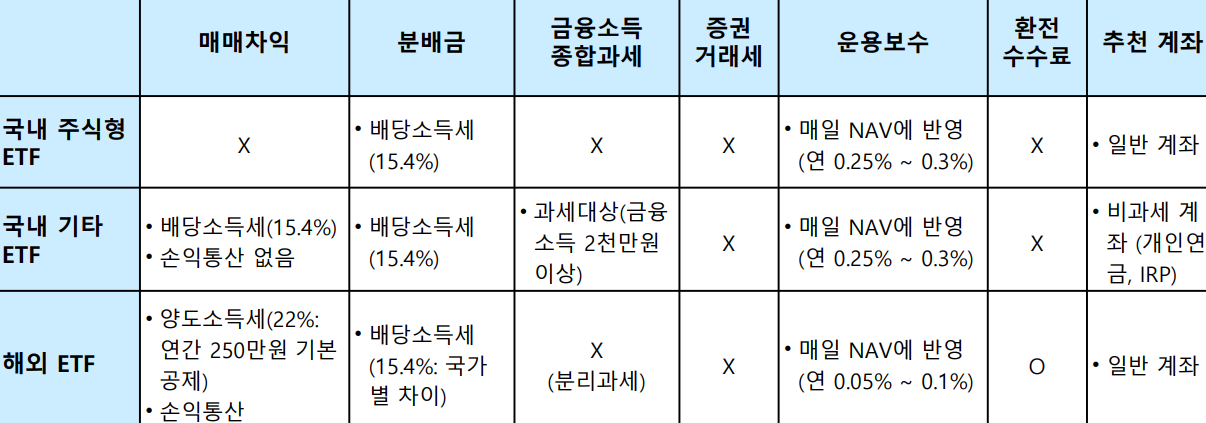 매매차익
분배금
금융소득
종합과세
증권
거래세
운용보수
환전
수수료
추천 계좌
국내 주식형
ETF
X
• 배당소득세
(15.4%)
X
X
• 매일 NAV에 반영
(연 0.25% ~ 0.3%)
X
• 일반 계좌
국내 기타
ETF
• 배당소득세(15.4%)
• 손익통산 없음
• 배당소득세
(15.4%)
• 과세대상(금융
소득 2천만원
이상)
X
• 매일 NAV에 반영
(연 0.25% ~ 0.3%)
X
• 비과세 계
좌 (개인연
금, IRP)
해외 ETF
• 양도소득세(22%:
연간 250만원 기본
공제)
• 손익통산
• 배당소득세
(15.4%: 국가
별 차이)
X
(분리과세)
X
• 매일 NAV에 반영
(연 0.05% ~ 0.1%)
O
• 일반 계좌